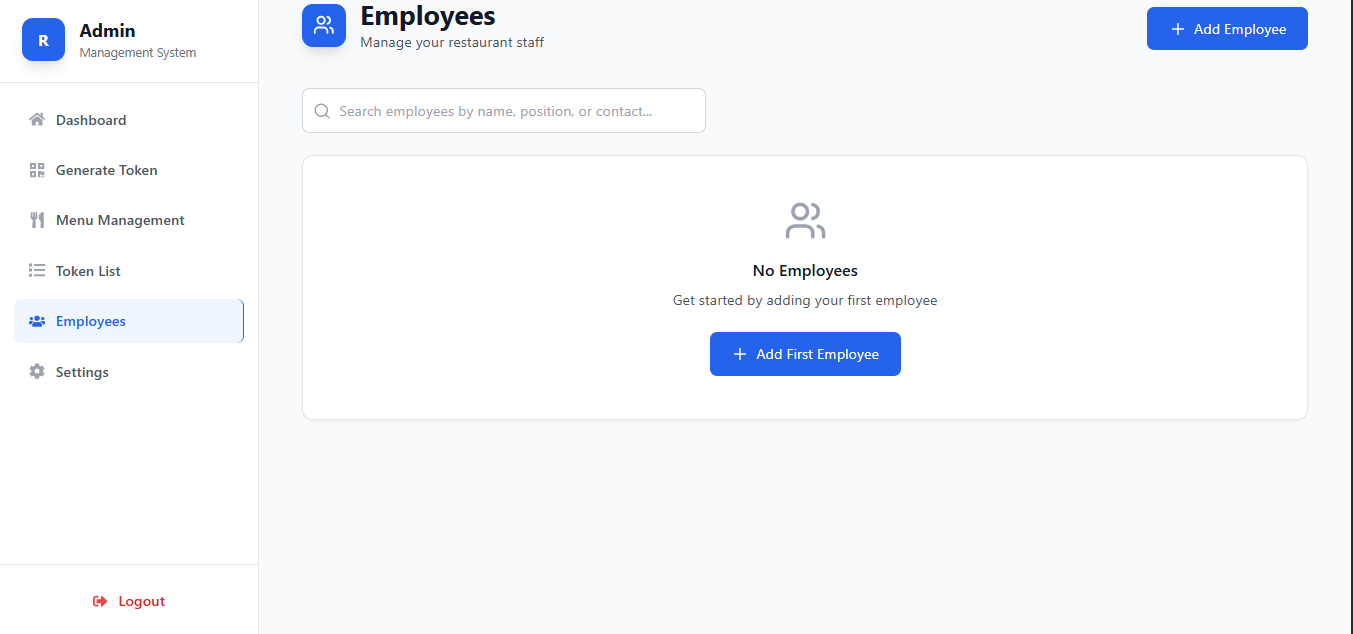 R
Admin
Management System
Dashboard
Generate Token
Menu Management
Token List
Employees
Settings
Logout
Employees
Manage your restaurant staff
Add Employee
Search employees by name, position, or contact...
No Employees
Get started by adding your first employee
Add First Employee